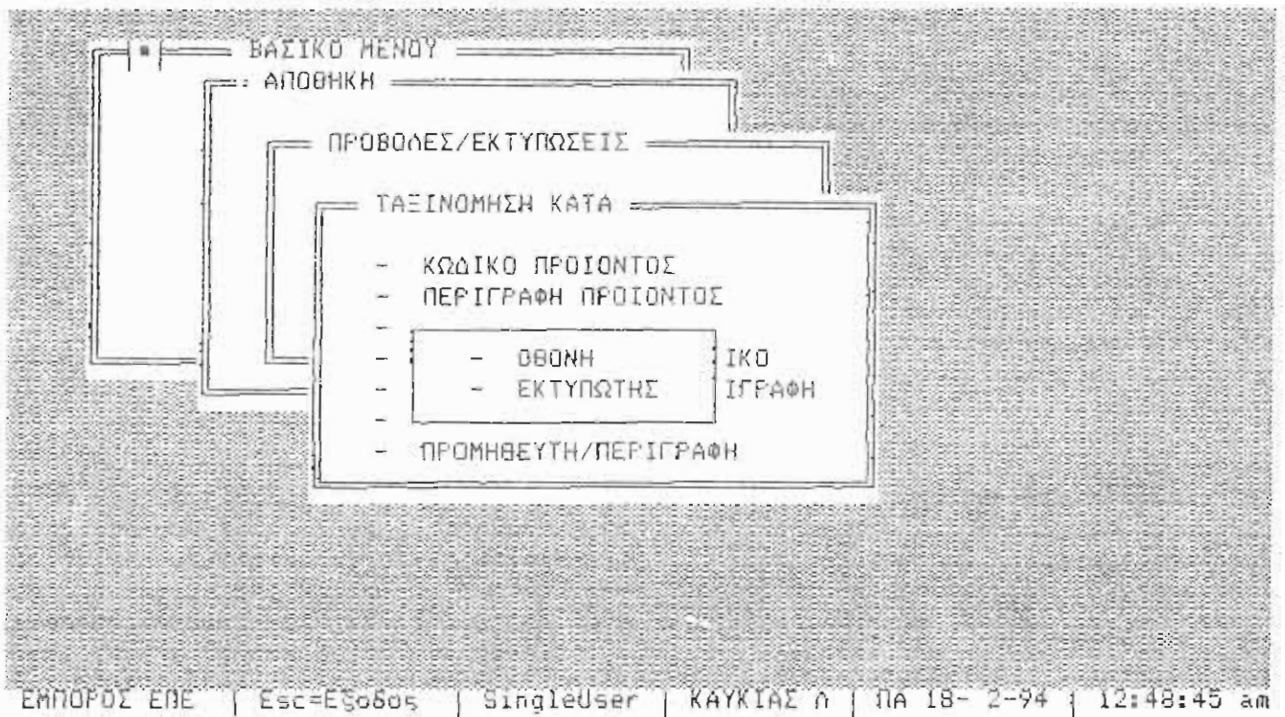 ΒΑΣΙΚΟ ΜΕΝΟΥ
ΑΠΟΘΗΚΗ
ΠΡΟΒΟΛΕΣ/ΕΚΤΥΠΩΣΕΙΣ
ΤΑΞΙΝΟΜΗΣΗ ΚΑΤΑ
- ΚΩΔΙΚΟ ΠΡΟΙΟΝΤΟΣ
- ΠΕΡΙΓΡΑΦΗ ΠΡΟΙΟΝΤΟΣ
-
- - ΟΘΟΝΗ ΙΚΟ
- - ΕΚΤΥΠΩΤΗΣ ΙΓΡΑΦΗ
-
- ΠΡΟΜΗΘΕΥΤΗ/ΠΕΡΙΓΡΑΦΗ
ΕΜΠΟΡΟΣ ΕΠΕ | Esc=Εξοδος | SingleUser | ΚΑΥΚΙΑΣ Λ | ΠΑ 18- 2-94 | 12:48:45 am